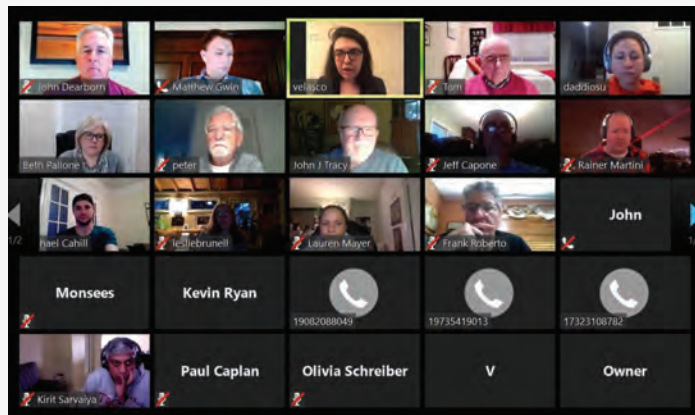 John Dearborn
Matthew Gwin
velasco
Tom
daddiosu
Beth Pallone
peter
John J Tracy
Jeff Capone
Rainer Martini
hael Cahill
lesliebrunell
Lauren Mayer
Frank Roberto
John
1/2
Monsees
Kevin Ryan
19082088049
19735419013
17323108782
Kirit Sarvaiya
Paul Caplan
Olivia Schreiber
V
Owner